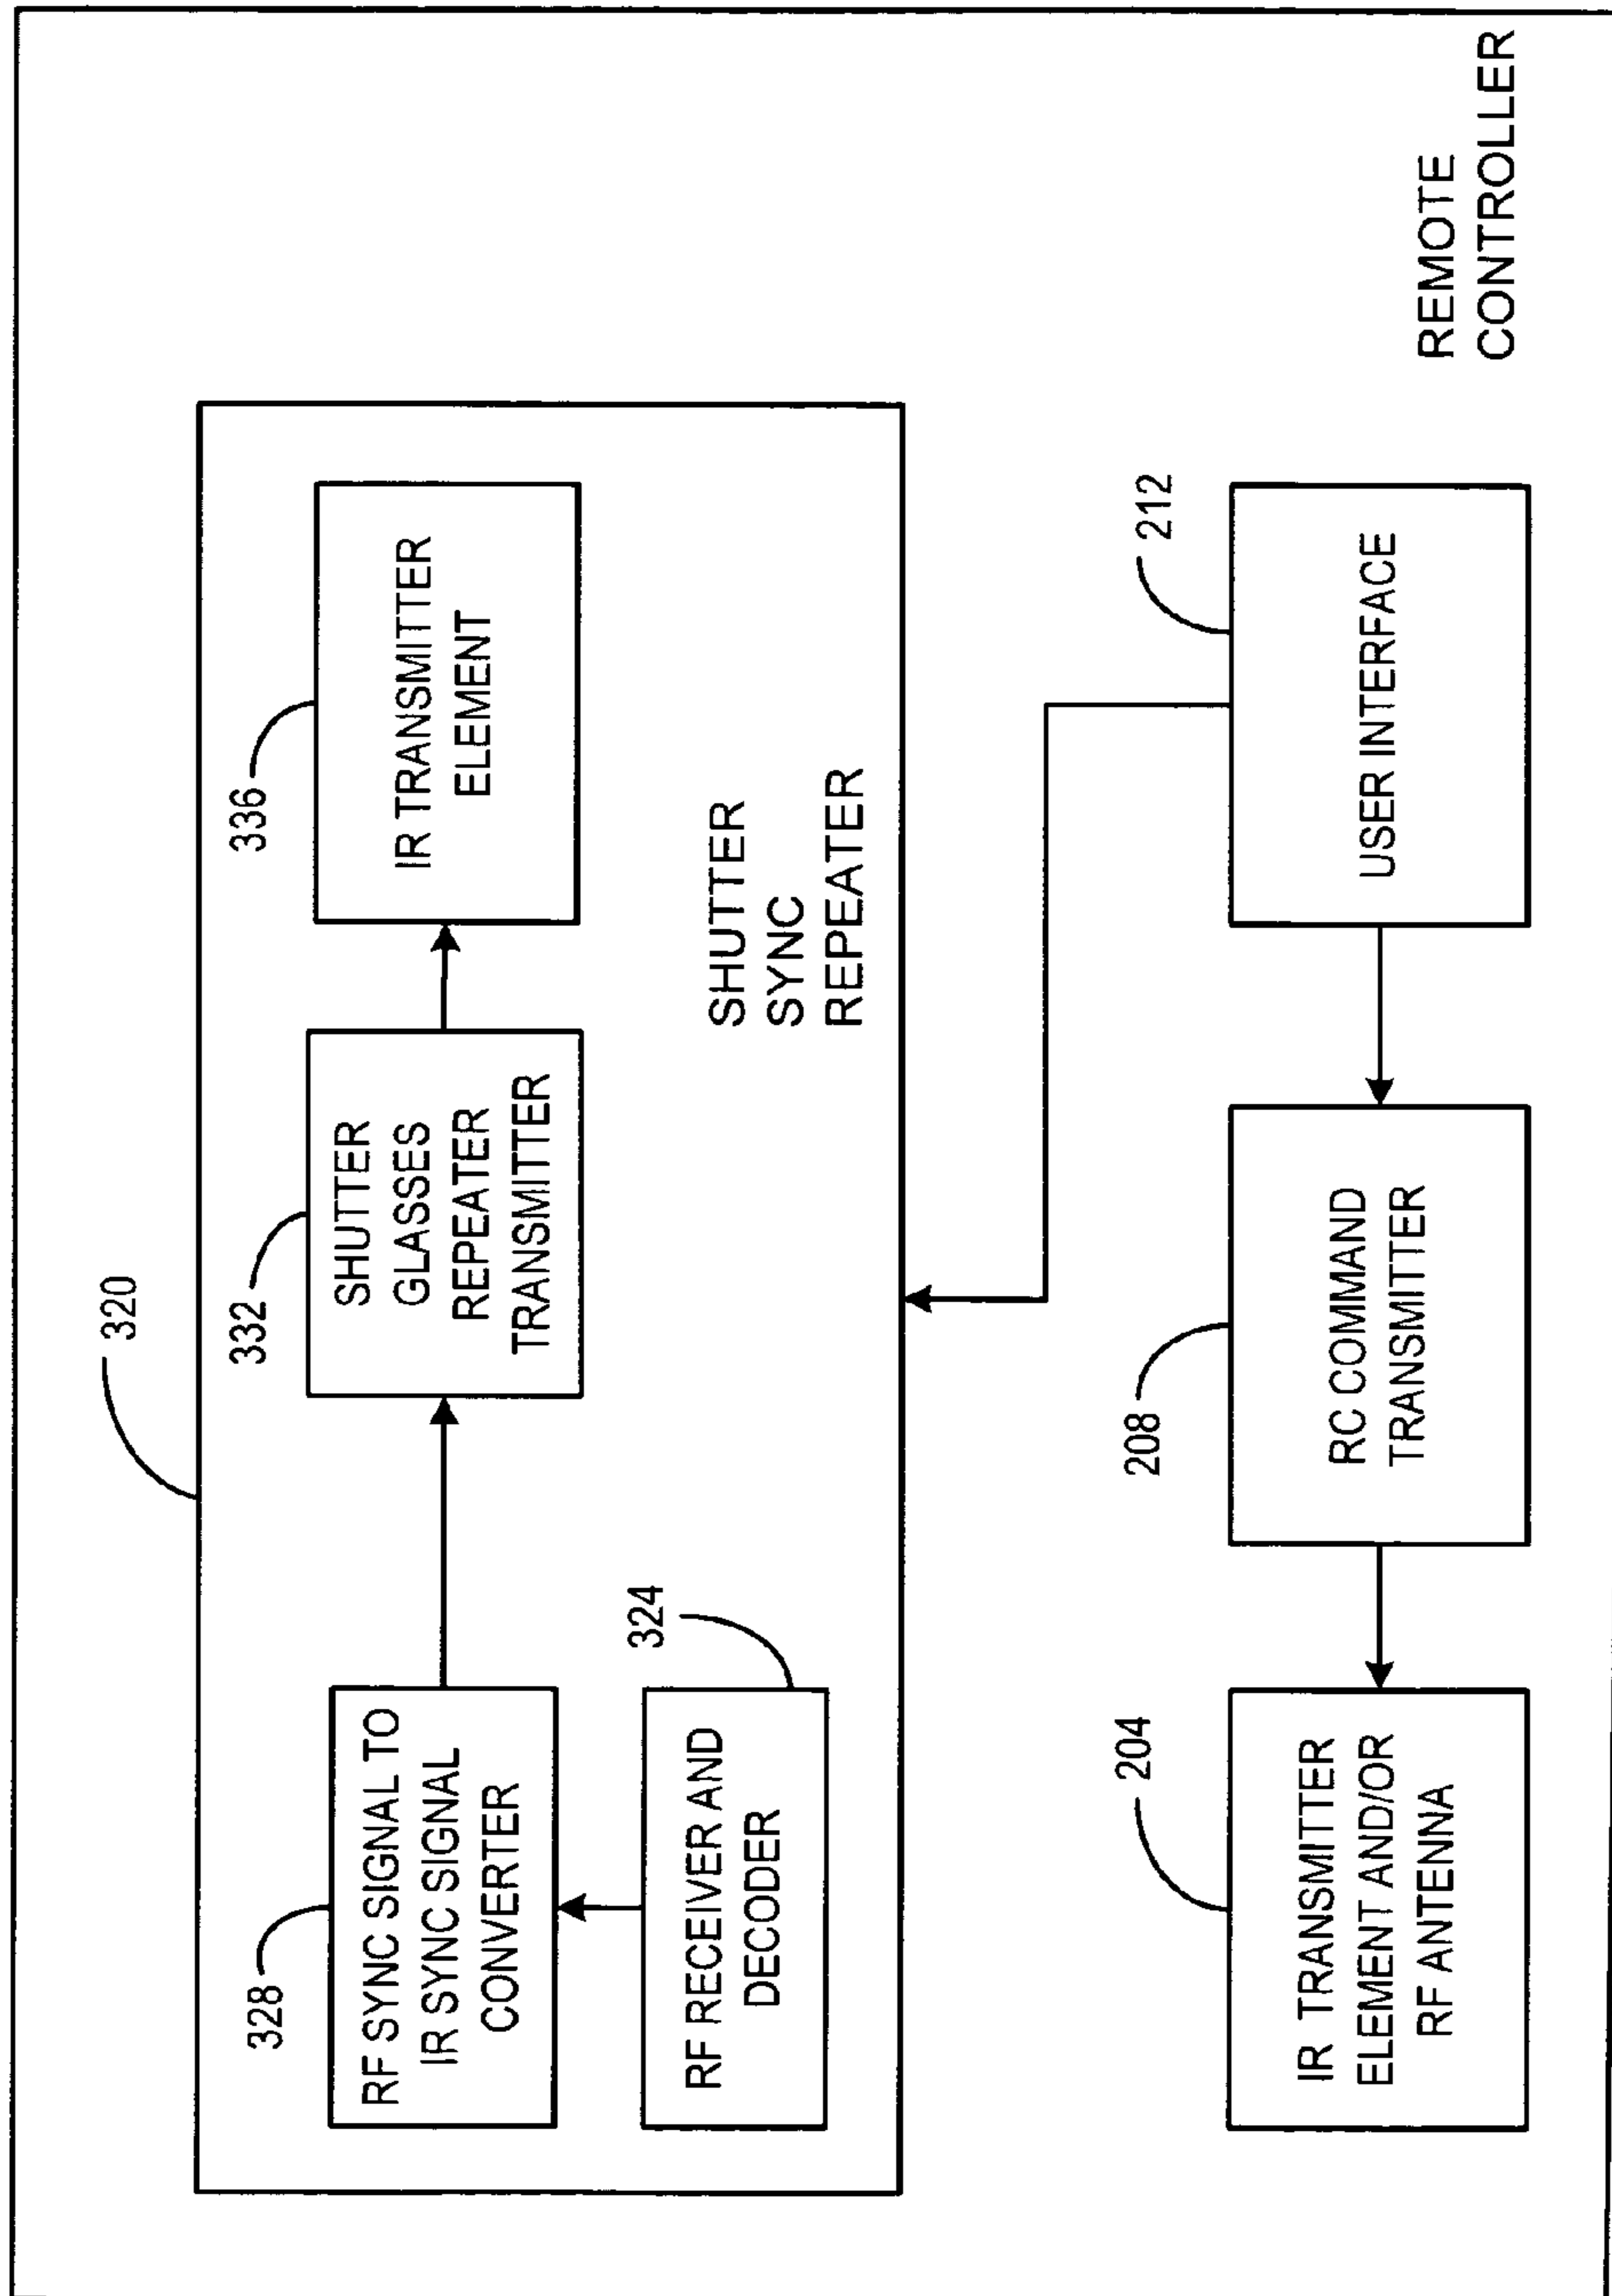 320
328
RF SYNC SIGNAL TO
IR SYNC SIGNAL
CONVERTER
332
SHUTTER
GLASSES
REPEATER
TRANSMITTER
336
IR TRANSMITTER
ELEMENT
324
RF RECEIVER AND
DECODER
SHUTTER
SYNC
REPEATER
204
IR TRANSMITTER
ELEMENT AND/OR
RF ANTENNA
208
RC COMMAND
TRANSMITTER
212
USER INTERFACE
REMOTE
CONTROLLER